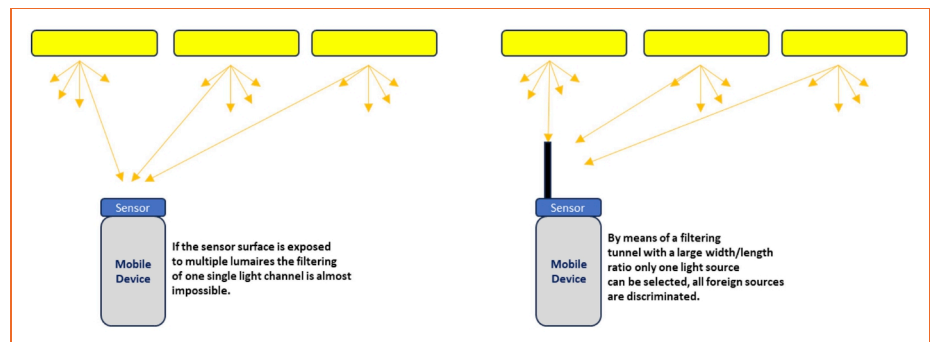 Sensor
Mobile
Device
If the sensor surface is exposed
to multiple lumaires the filtering
of one single light channel is almost
impossible.
Sensor
Mobile
Device
By means of a filtering
tunnel with a large width/length
ratio only one light source
can be selected, all foreign sources
are discriminated.